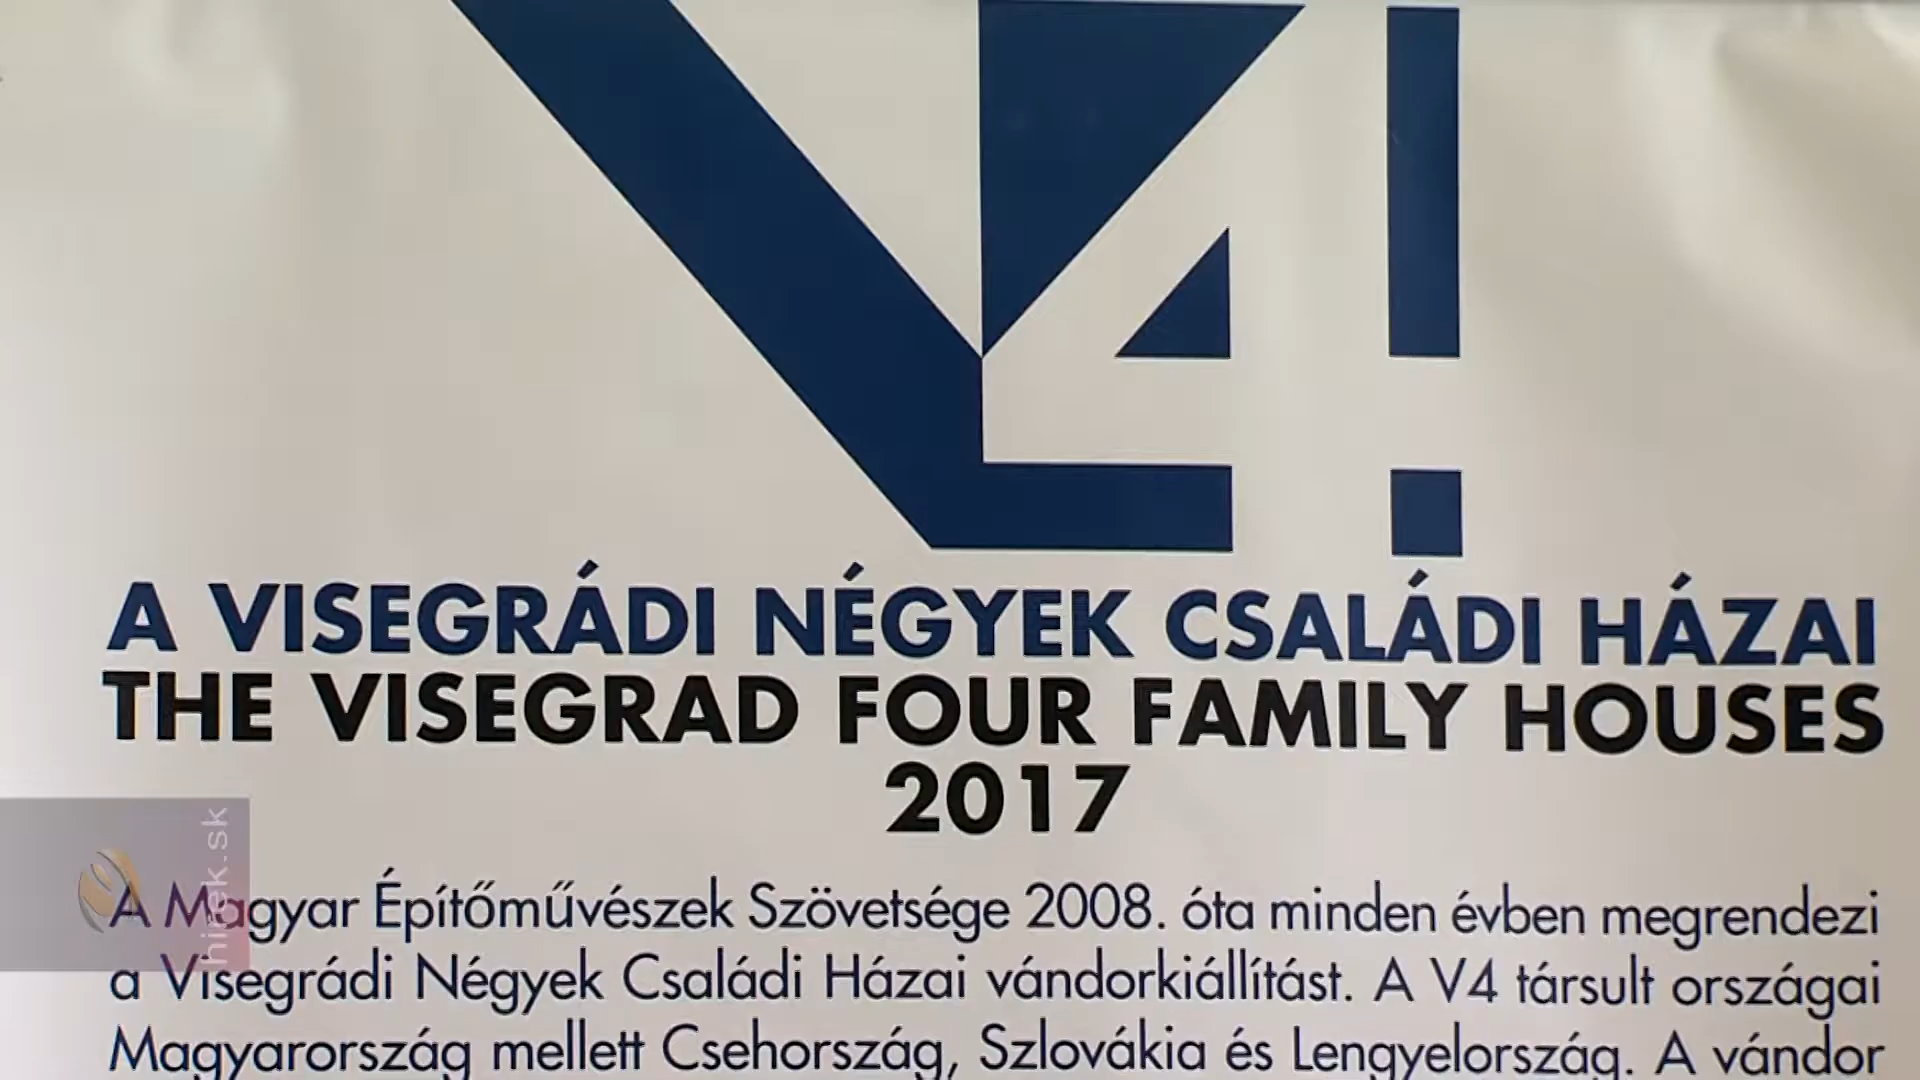 V4!
A VISEGRÁDI NÉGYEK CSALÁDI HÁZAI
THE VISEGRAD FOUR FAMILY HOUSES
2017
A Magyar Építőművészek Szövetsége 2008. óta minden évben megrendezi
a Visegrádi Négyek Családi Házai vándorkiállítást. A V4 társult országai
Magyarország mellett Csehország, Szlovákia és Lengyelország. A vándor
hirek.sk